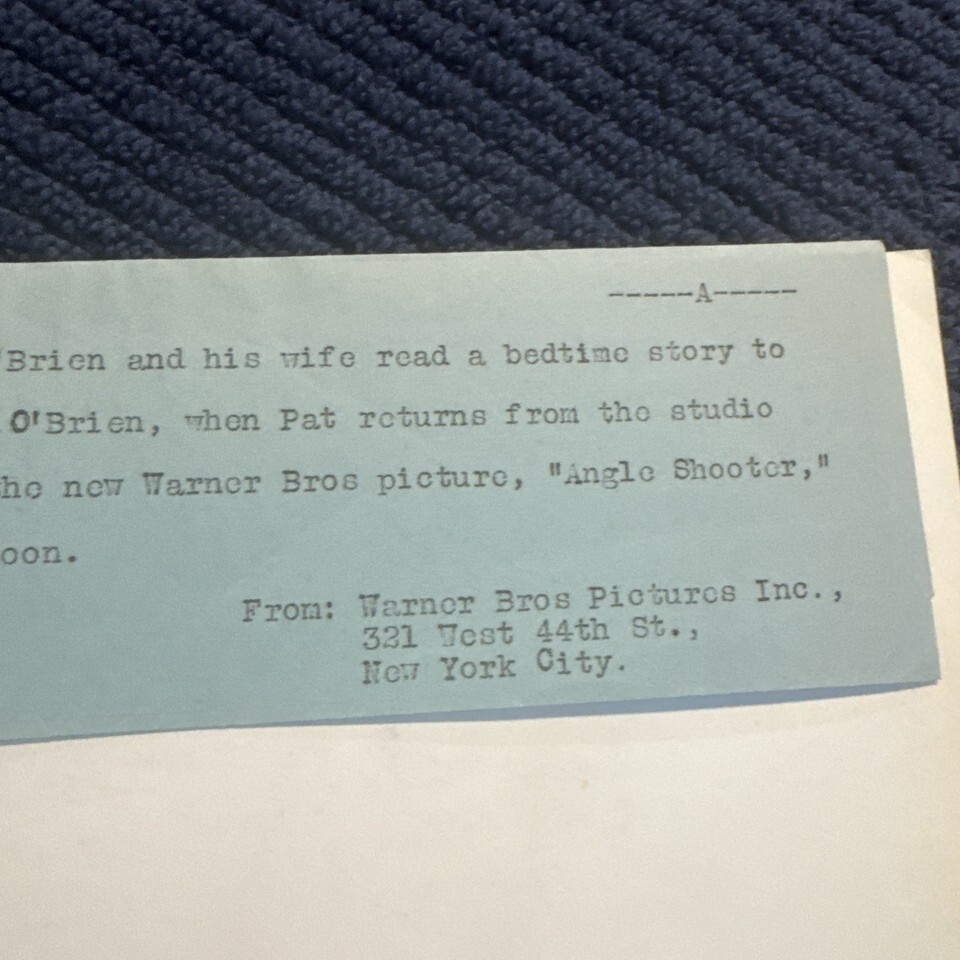 -----A-----
'Brien and his wife read a bedtime story to
O'Brien, when Pat returns from the studio
he new Warner Bros picture, "Angle Shooter,"
oon.
From: Warner Bros Pictures Inc.,
321 West 44th St.,
New York City.